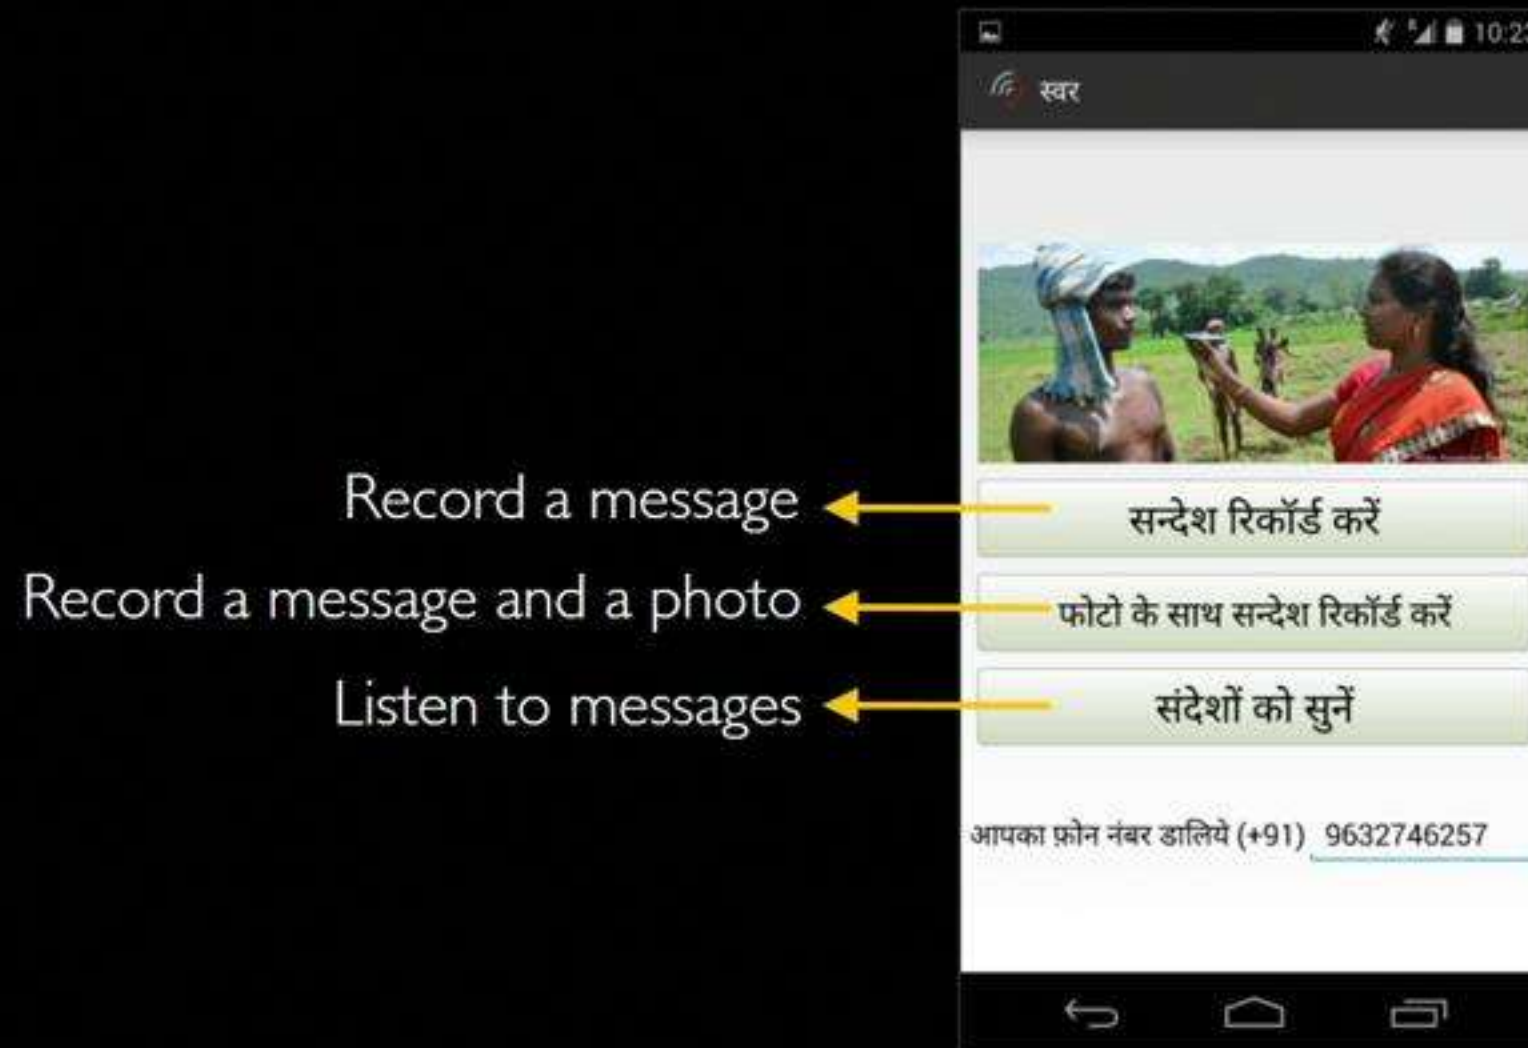 10:23
स्वर
Record a message
सन्देश रिकॉर्ड करें
Record a message and a photo
फोटो के साथ सन्देश रिकॉर्ड करें
Listen to messages
संदेशों को सुनें
आपका फ़ोन नंबर डालिये (+91) 9632746257